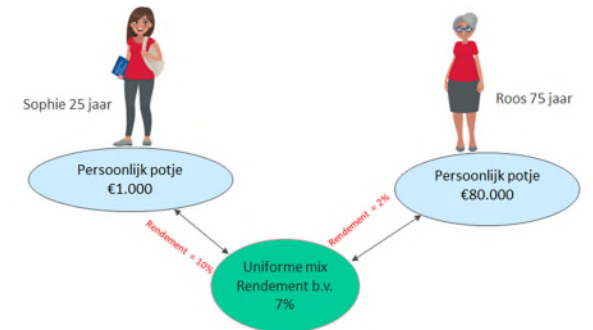 Sophie 25 jaar
Roos 75 jaar
Persoonlijk potje
€1.000
Persoonlijk potje
€80.000
Rendement = 10%
Rendement = 2%
Uniforme mix
Rendement b.v.
7%